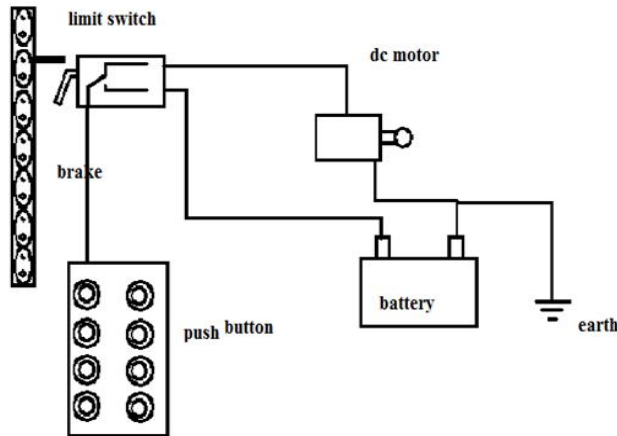 limit switch
dc motor
brake
push button
battery
earth